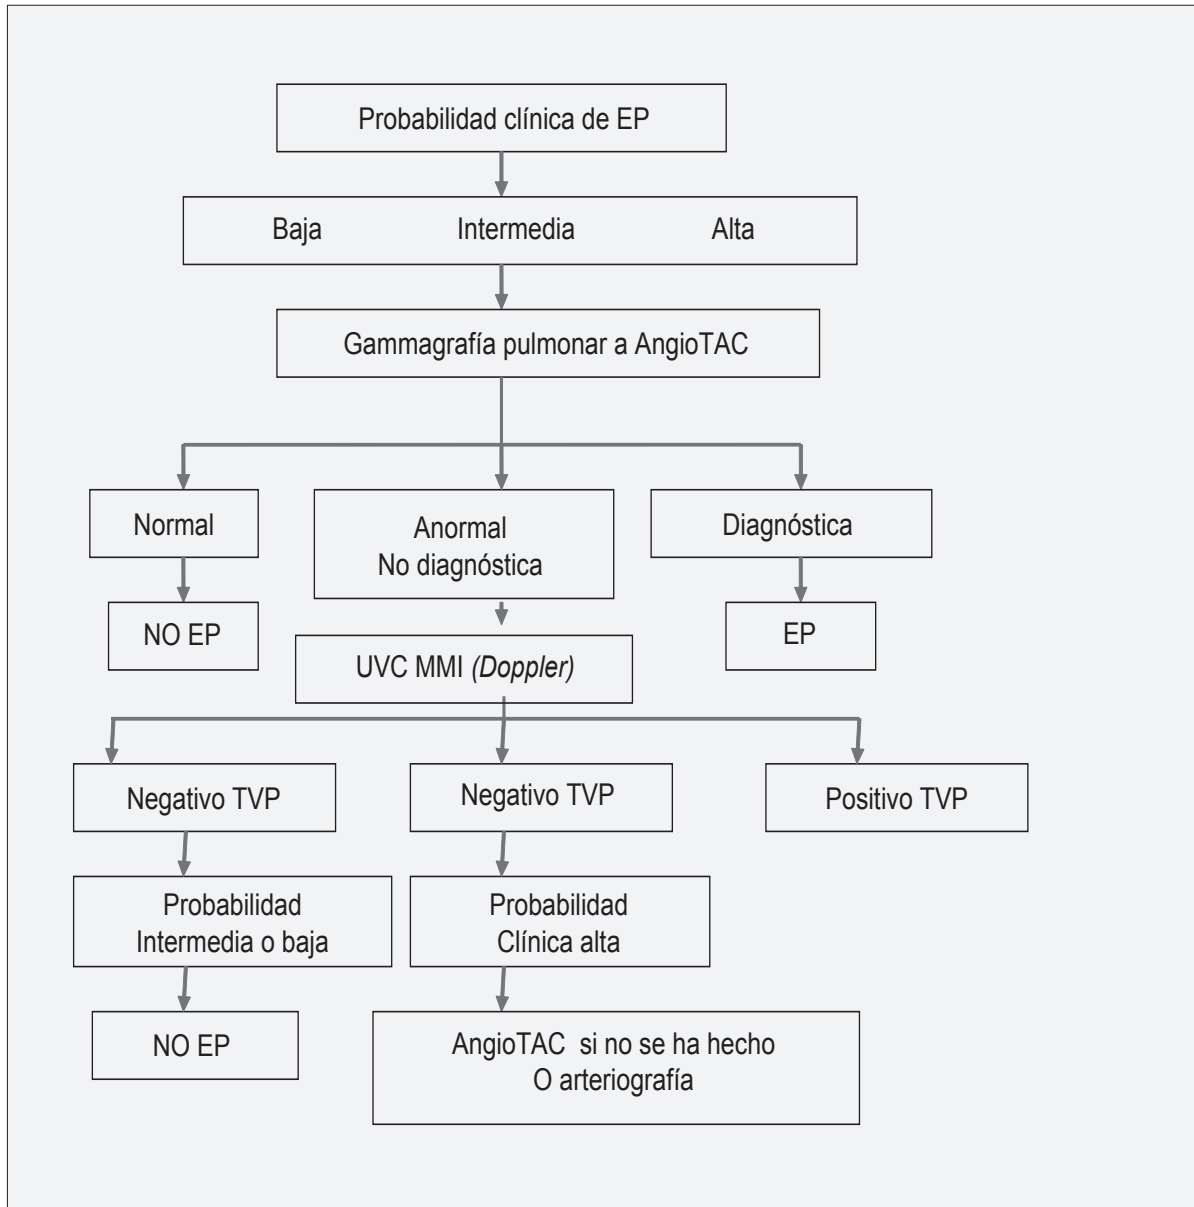 Probabilidad clínica de EP
Baja Intermedia Alta
Gammagrafía pulmonar a AngioTAC
Normal
Anormal
No diagnóstica
Diagnóstica
NO EP
EP
UVC MMI (Doppler)
Negativo TVP
Negativo TVP
Positivo TVP
Probabilidad
Intermedia o baja
Probabilidad
Clínica alta
NO EP
AngioTAC si no se ha hecho
O arteriografía